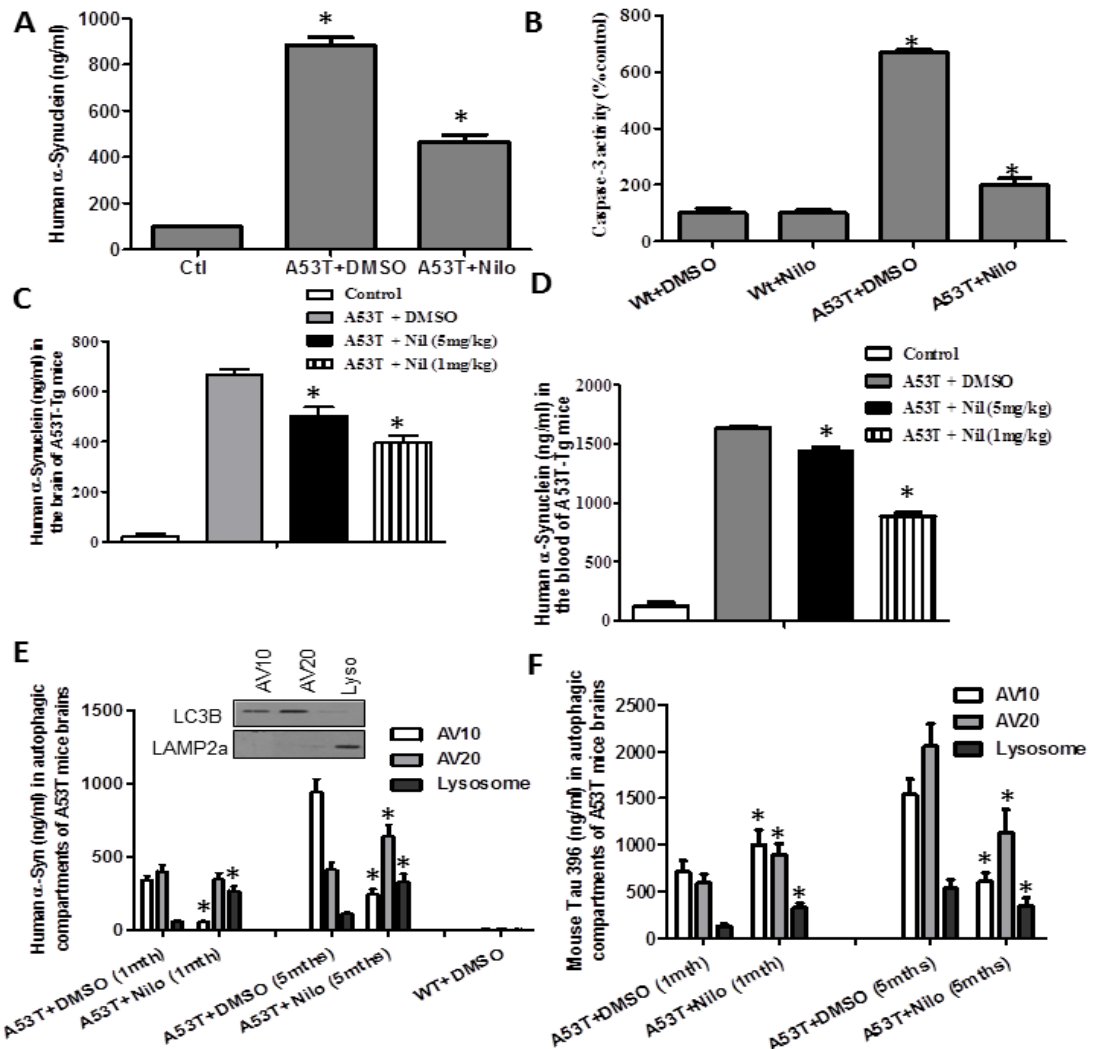 A
Human α-Synuclein (ng/ml)
1000
800
600
400
200
0
*
*
Ctl
A53T+DMSO
A53T+Nilo
B
Caspase-3 activity (% control)
800
600
400
200
0
*
*
Wt+DMSO
Wt+Nilo
A53T+DMSO
A53T+Nilo
C
Control
A53T + DMSO
A53T + Nil (5mg/kg)
A53T + Nil (1mg/kg)
Human α-Synuclein (ng/ml) in
the brain of A53T-Tg mice
800
600
400
200
0
*
*
D
Control
A53T + DMSO
A53T + Nil (5mg/kg)
A53T + Nil (1mg/kg)
Human α-Synuclein (ng/ml) in
the blood of A53T-Tg mice
2000
1500
1000
500
0
*
*
E
AV10
AV20
Lyso
LC3B
LAMP2a
AV10
AV20
Lysosome
Human α-Syn (ng/ml) in autophagic
compartments of A53T mice brains
1500
1000
500
0
*
*
*
*
*
A53T+DMSO (1mth)
A53T+Nilo (1mth)
A53T+DMSO (5mths)
A53T+Nilo (5mths)
WT+DMSO
F
AV10
AV20
Lysosome
Mouse Tau 396 (ng/ml) in autophagic
compartments of A53T mice brains
2500
2000
1500
1000
500
0
*
*
*
*
*
*
A53T+DMSO (1mth)
A53T+Nilo (1mth)
A53T+DMSO (5mths)
A53T+Nilo (5mths)